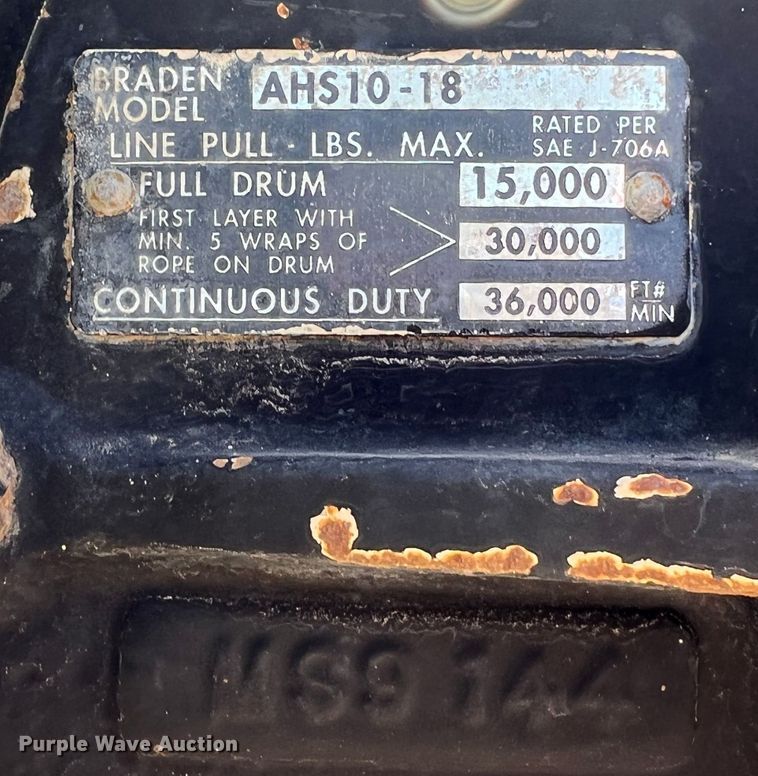 BRADEN MODEL AHS10-18
LINE PULL - LBS. MAX. RATED PER SAE J-706A
FULL DRUM 15,000
FIRST LAYER WITH
MIN. 5 WRAPS OF 30,000
ROPE ON DRUM
CONTINUOUS DUTY 36,000 FT# MIN
144
Purple Wave Auction